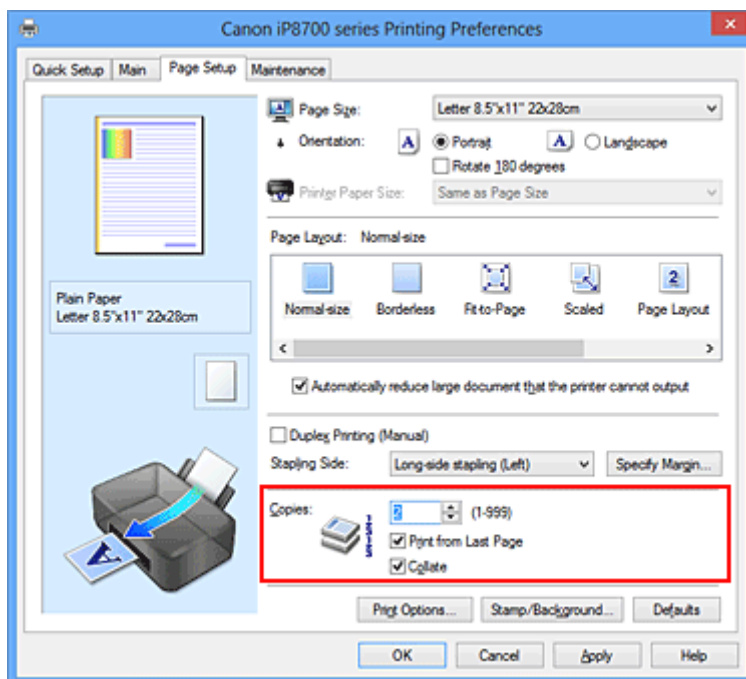 Canon iP8700 series Printing Preferences
Quick Setup Main Page Setup Maintenance
Page Size: Letter 8.5"x11" 22x28cm
Orientation: A Portrait A Landscape
Rotate 180 degrees
Printer Paper Size: Same as Page Size
Page Layout: Normal-size
2
Normal-size Borderless Fit-to-Page Scaled Page Layout
Plain Paper
Letter 8.5"x11" 22x28cm
Automatically reduce large document that the printer cannot output
Duplex Printing (Manual)
Stapling Side: Long-side stapling (Left) Specify Margin...
Copies: 2 (1-999)
Print from Last Page
Collate
A
Print Options... Stamp/Background... Defaults
OK Cancel Apply Help